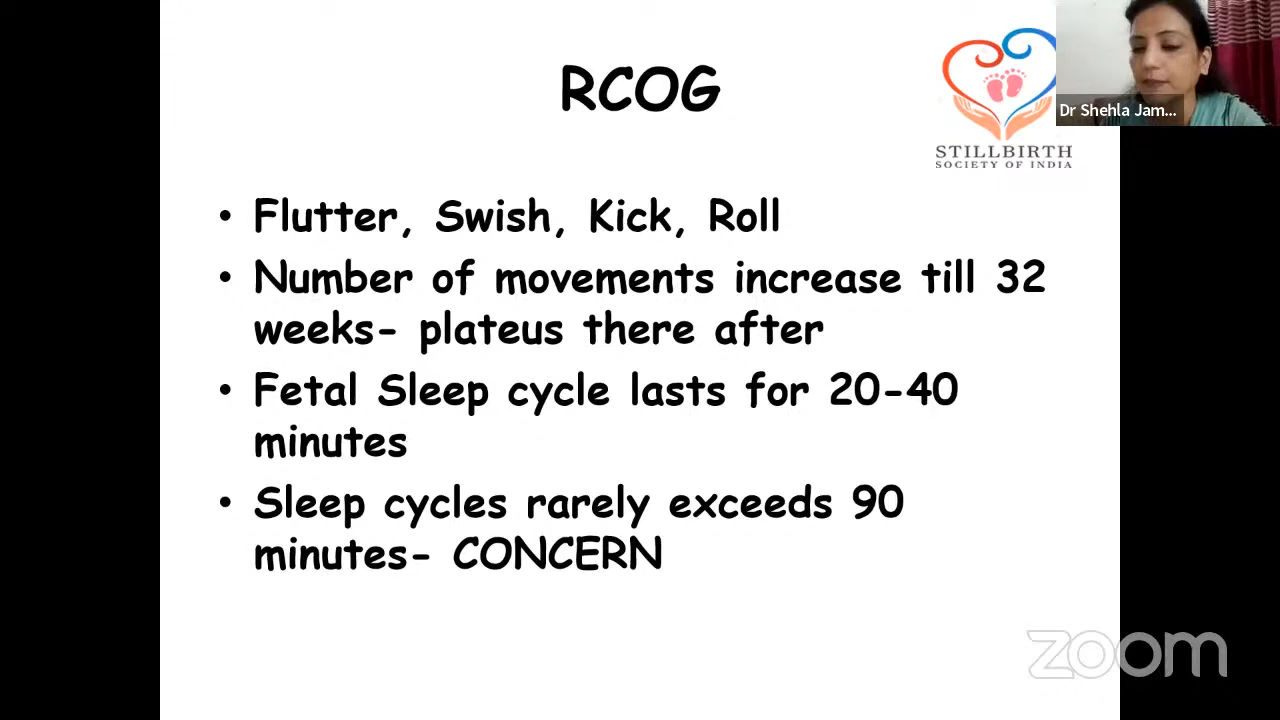 RCOG
STILLBIRTH
SOCIETY OF INDIA
Dr Shehla Jam...
• Flutter, Swish, Kick, Roll
• Number of movements increase till 32
weeks- plateus there after
• Fetal Sleep cycle lasts for 20-40
minutes
• Sleep cycles rarely exceeds 90
minutes- CONCERN
zoom